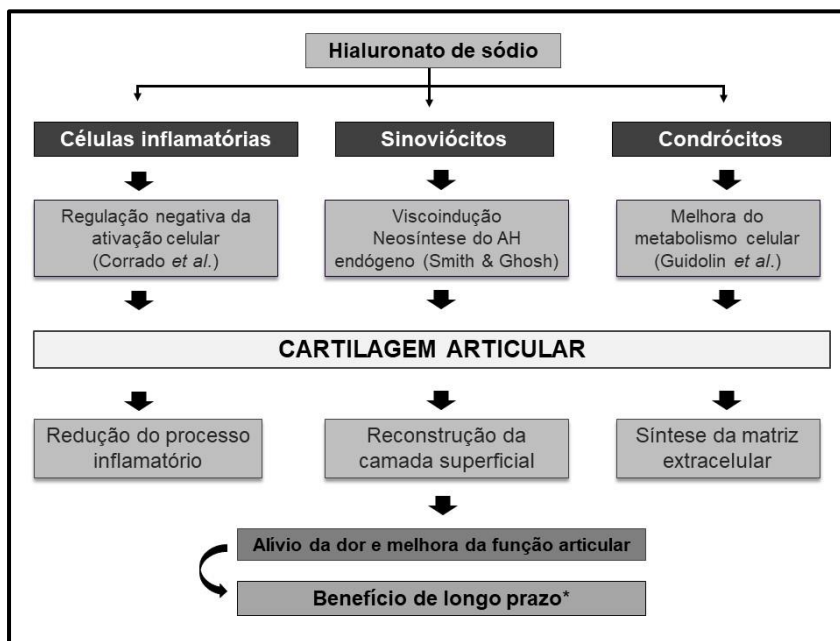 Hialuronato de sódio
Células inflamatórias
Sinoviócitos
Condrócitos
Regulação negativa da
ativação celular
(Corrado et al.)
Viscoindução
Neosíntese do AH
endógeno (Smith & Ghosh)
Melhora do
metabolismo celular
(Guidolin et al.)
CARTILAGEM ARTICULAR
Redução do processo
inflamatório
Reconstrução da
camada superficial
Síntese da matriz
extracelular
Alívio da dor e melhora da função articular
Benefício de longo prazo*